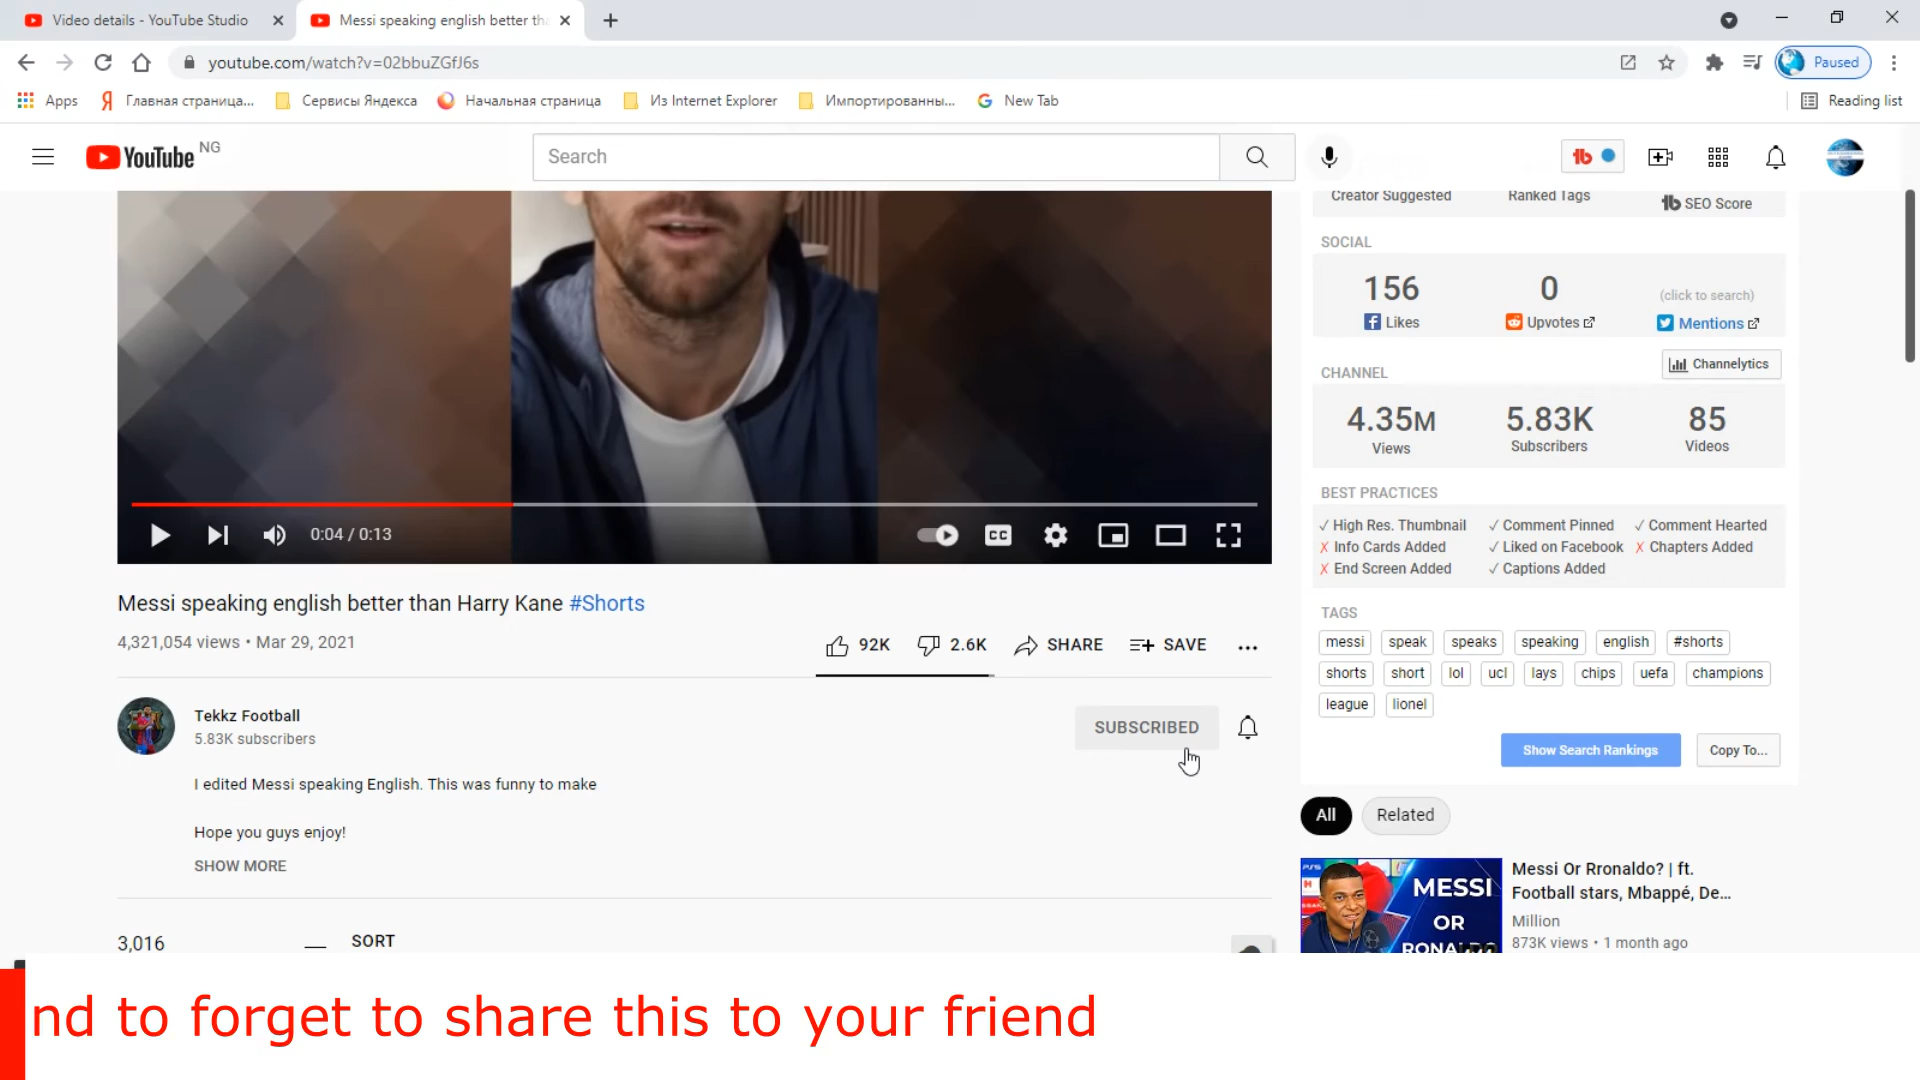 Video details - YouTube Studio
Messi speaking english better th
youtube.com/watch?v=02bbuZGfJ6s
Paused
Apps
Главная страница...
Сервисы Яндекса
Начальная страница
Из Internet Explorer
Импортированны...
New Tab
Reading list
YouTube NG
Search
Creator Suggested
Ranked Tags
SEO Score
SOCIAL
156
Likes
0
Upvotes
(click to search)
Mentions
CHANNEL
Channelytics
4.35M
Views
5.83K
Subscribers
85
Videos
BEST PRACTICES
✓ High Res. Thumbnail ✓ Comment Pinned ✓ Comment Hearted
✗ Info Cards Added ✓ Liked on Facebook ✗ Chapters Added
✗ End Screen Added ✓ Captions Added
TAGS
messi speak speaks speaking english #shorts
shorts short lol ucl lays chips uefa champions
league lionel
Show Search Rankings
Copy To...
0:04 / 0:13
CC
Messi speaking english better than Harry Kane #Shorts
4,321,054 views • Mar 29, 2021
92K
2.6K
SHARE
SAVE
Tekkz Football
5.83K subscribers
SUBSCRIBED
I edited Messi speaking English. This was funny to make
Hope you guys enjoy!
SHOW MORE
3,016
SORT
All
Related
MESSI
OR
RONALDO
Messi Or Rronaldo? | ft.
Football stars, Mbappé, De...
Million
873K views • 1 month ago
nd to forget to share this to your friend